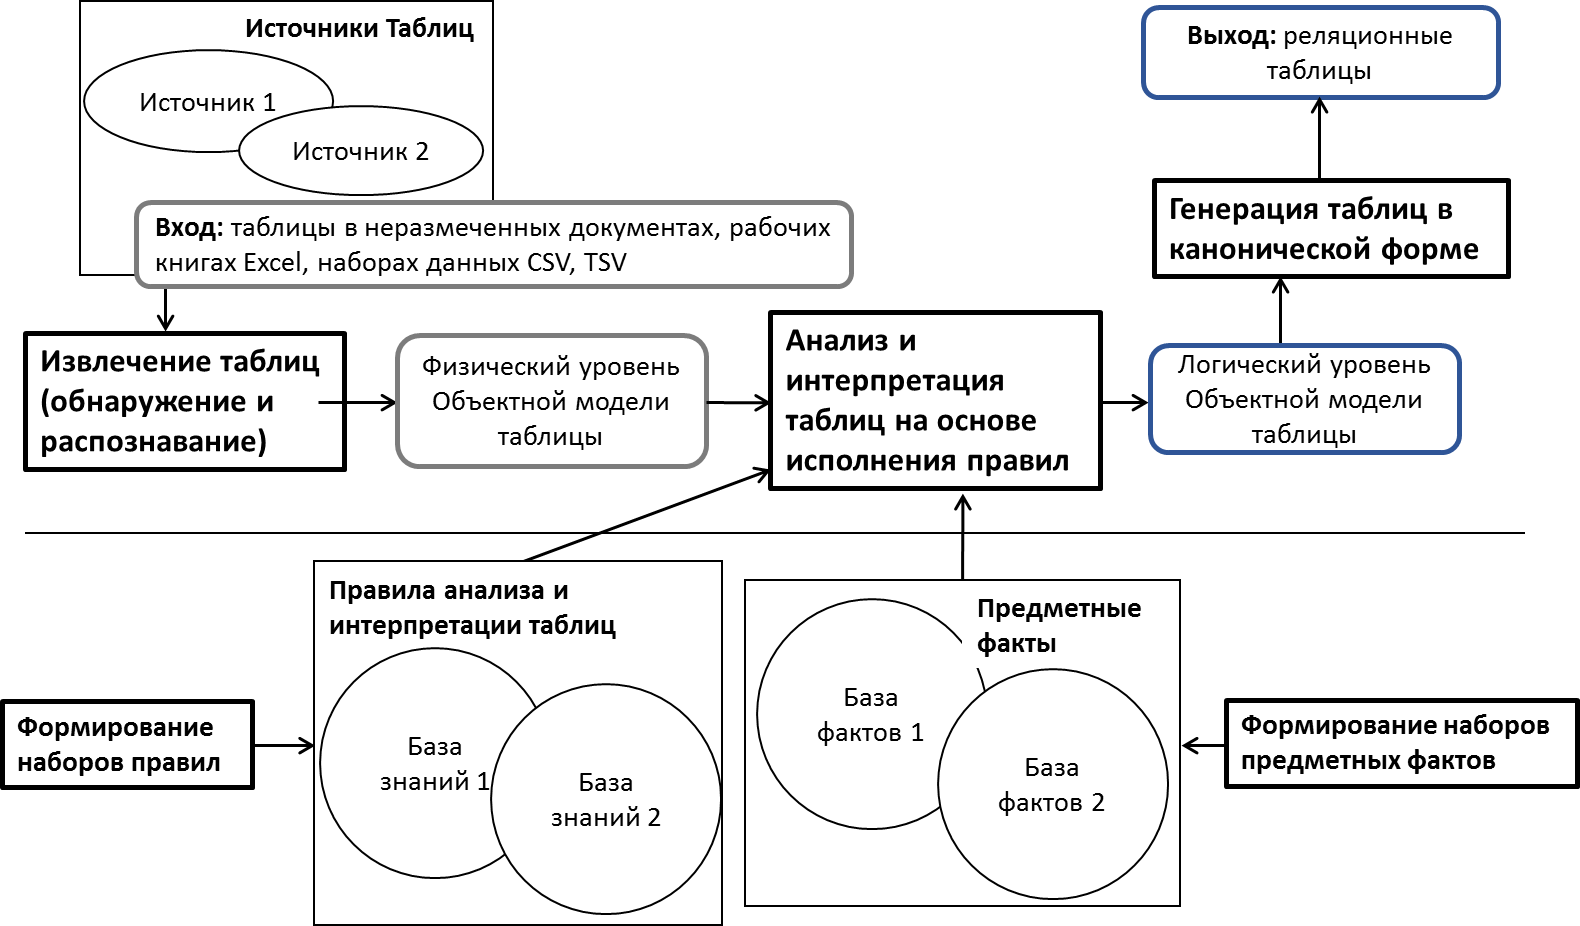 Источники Таблиц
Источник 1
Источник 2
Вход: таблицы в неразмеченных документах, рабочих
книгах Excel, наборах данных CSV, TSV
Выход: реляционные
таблицы
Генерация таблиц в
канонической форме
Извлечение таблиц
(обнаружение и
распознавание)
Физический уровень
Объектной модели
таблицы
Анализ и
интерпретация
таблиц на основе
исполнения правил
Логический уровень
Объектной модели
таблицы
Правила анализа и
интерпретации таблиц
База
знаний 1
База
знаний 2
Предметные
факты
База
фактов 1
База
фактов 2
Формирование
наборов правил
Формирование наборов
предметных фактов